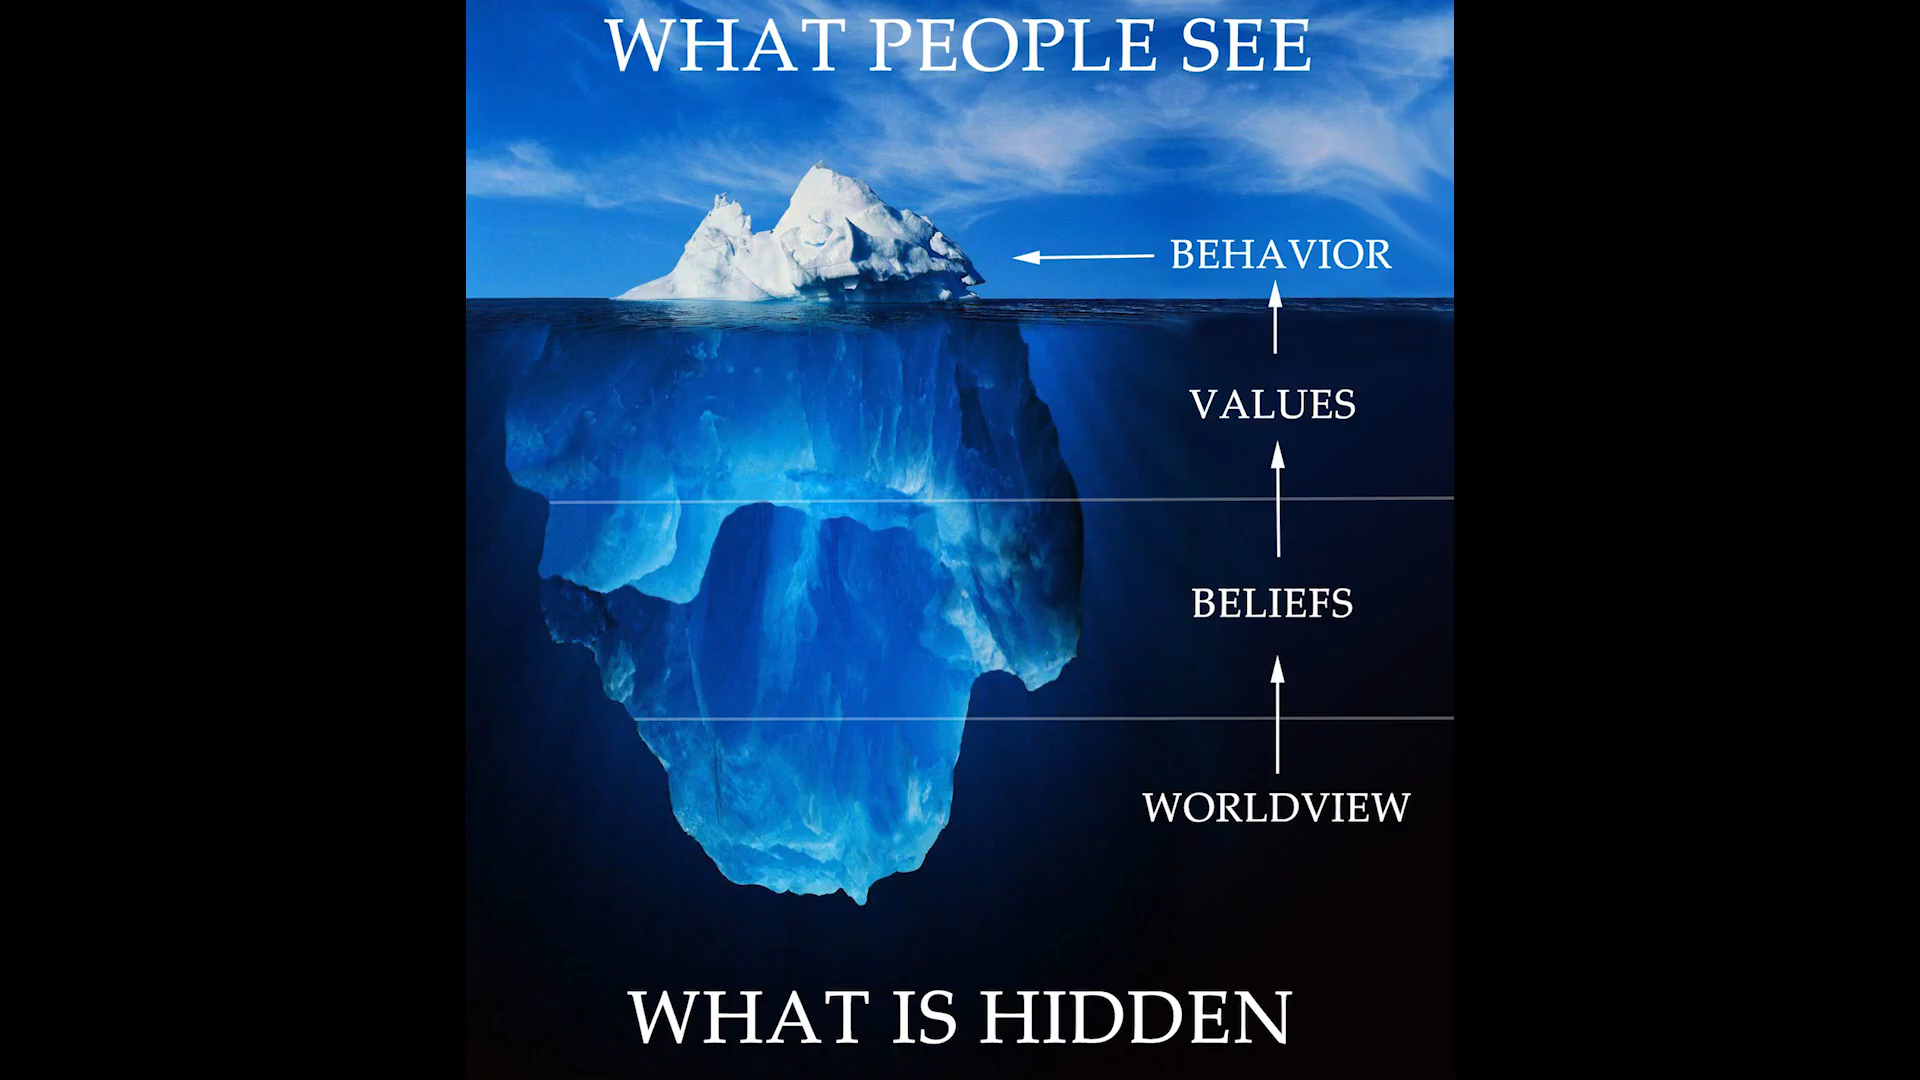 WHAT PEOPLE SEE
BEHAVIOR
VALUES
BELIEFS
WORLDVIEW
WHAT IS HIDDEN